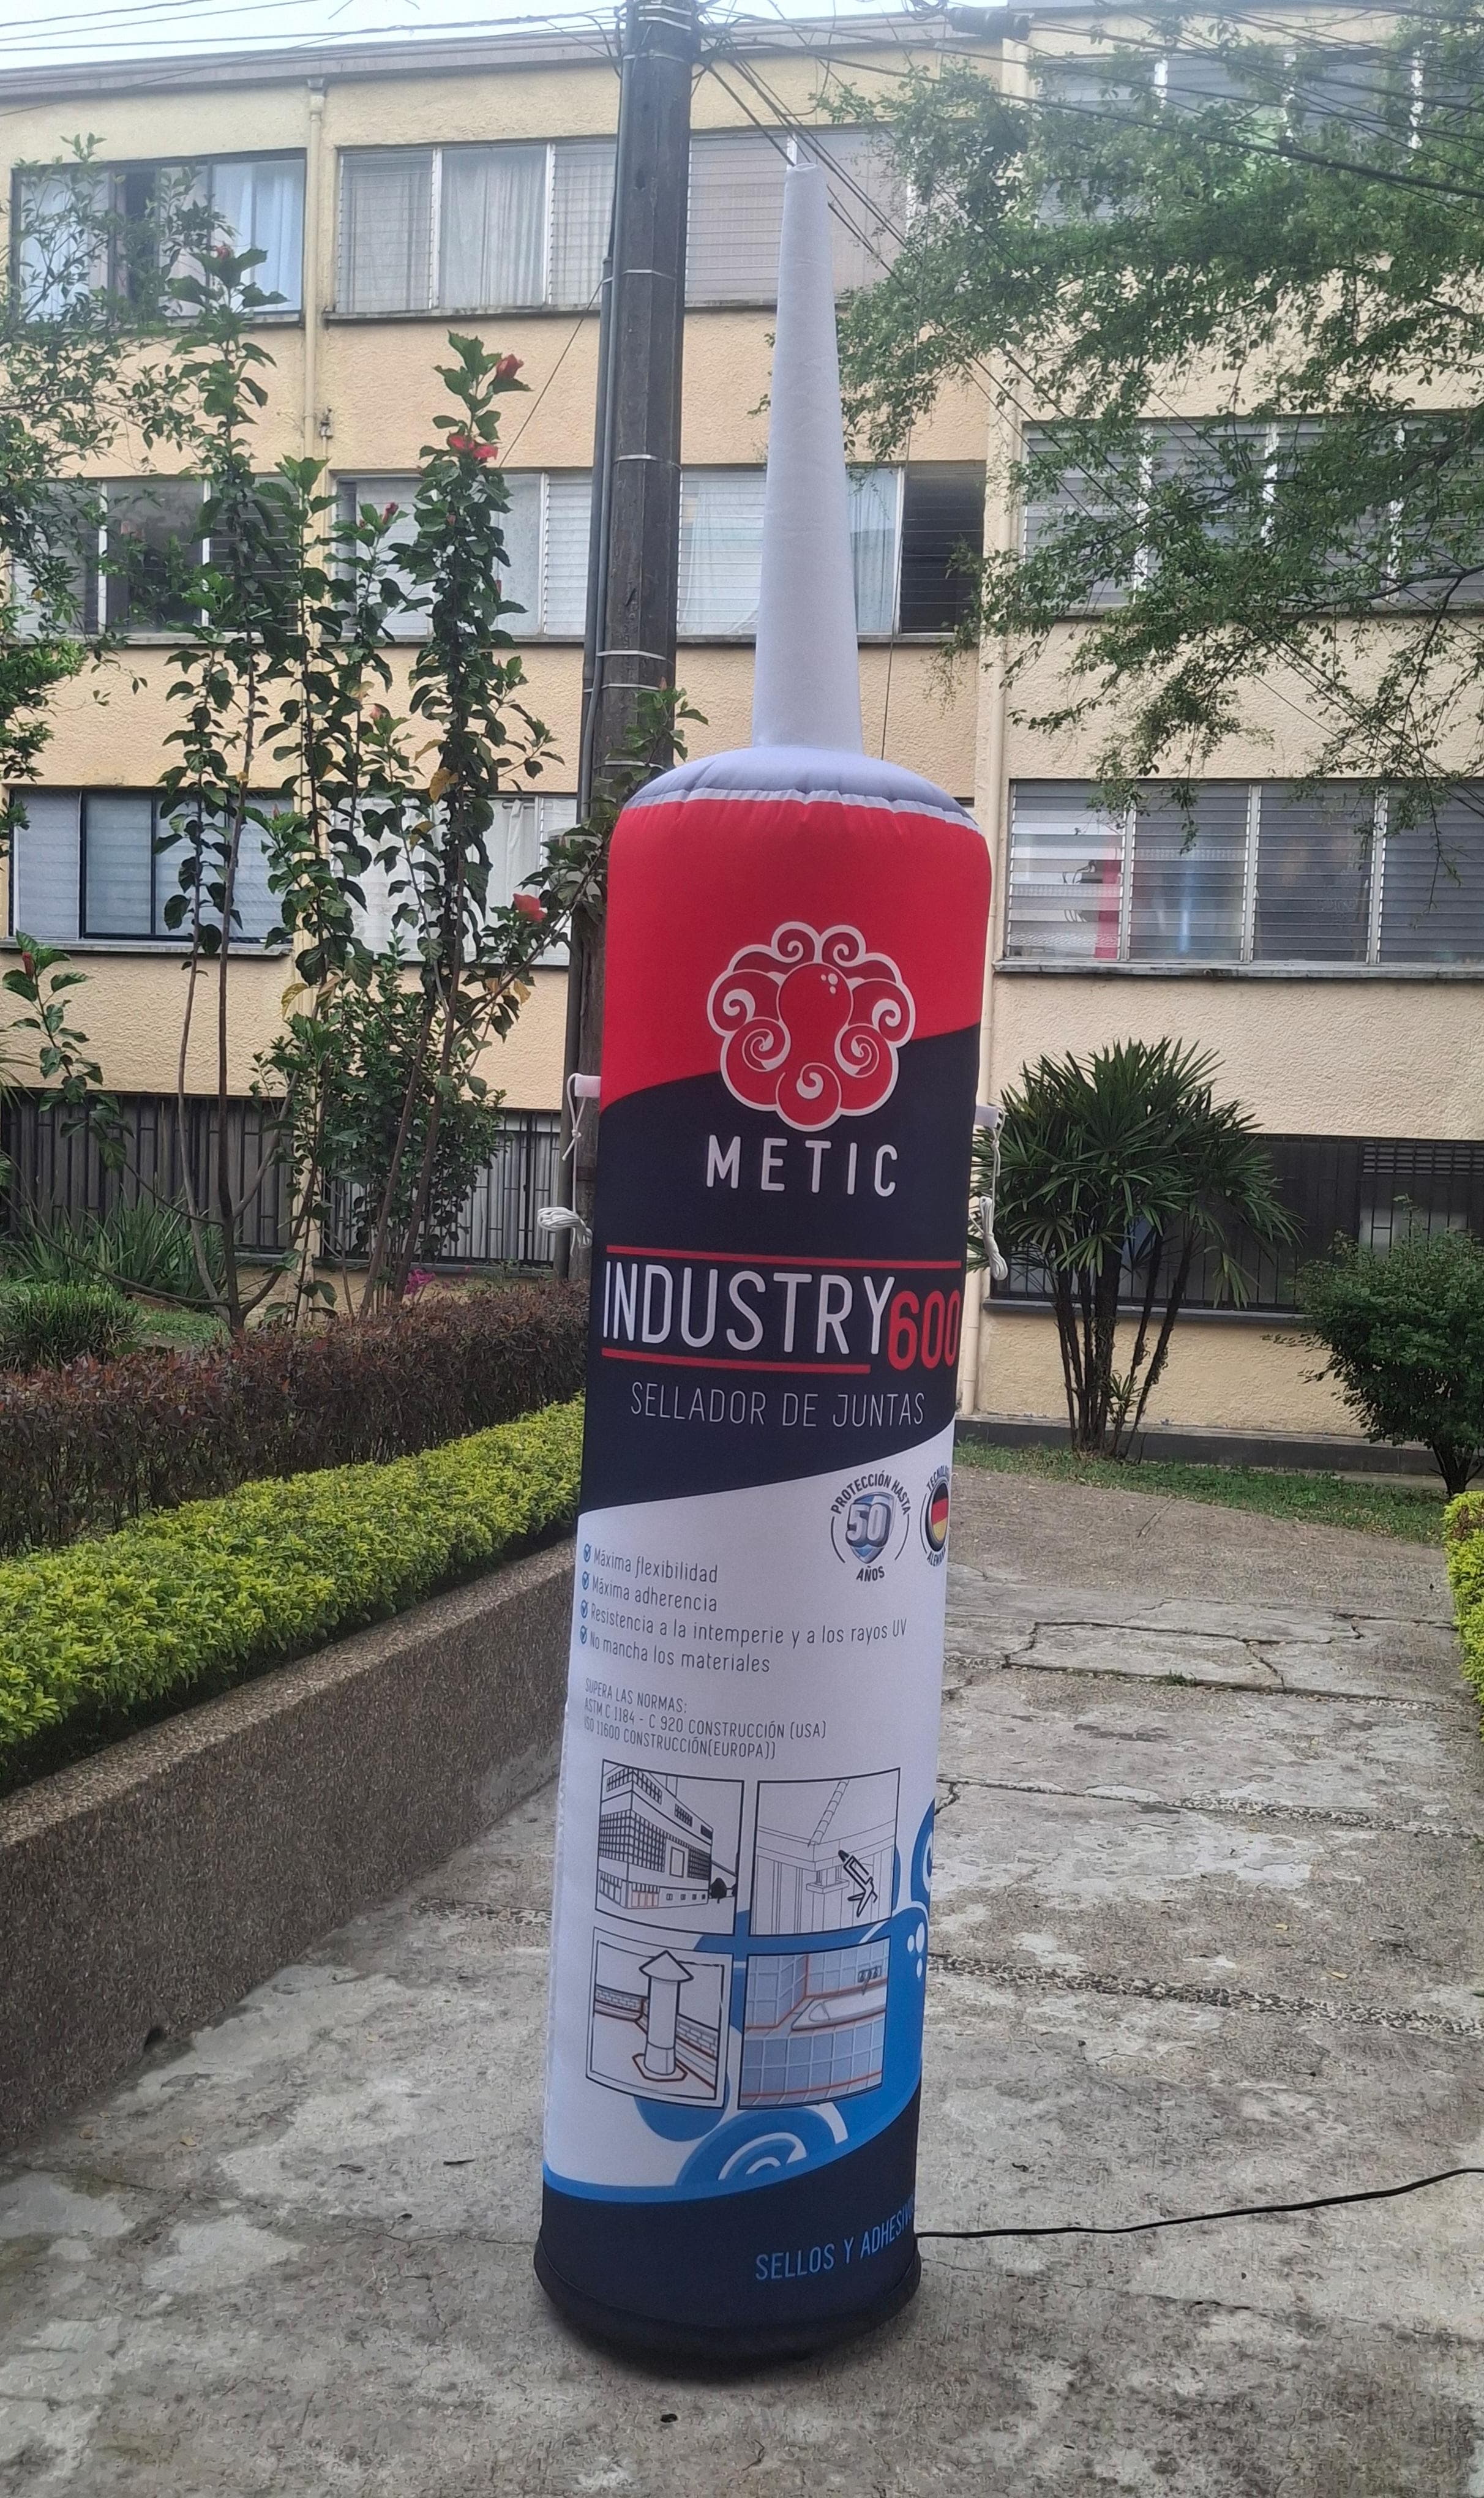 METIC
INDUSTRY600
SELLADOR DE JUNTAS
PROTECCIÓN HASTA
50
AÑOS
Máxima flexibilidad
Máxima adherencia
Resistencia a la intemperie y a los rayos UV
No mancha los materiales
SUPERA LAS NORMAS:
ASTM C 1184 - C 920 CONSTRUCCIÓN (USA)
ISO 11600 CONSTRUCCIÓN(EUROPA))
SELLOS Y